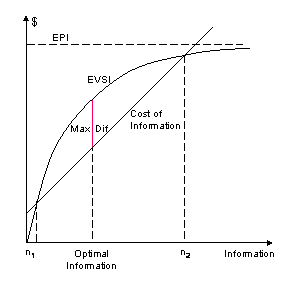 $
EPI
EVSI
Cost of
Information
Max Dif
n1
Optimal
Information
n2
Information